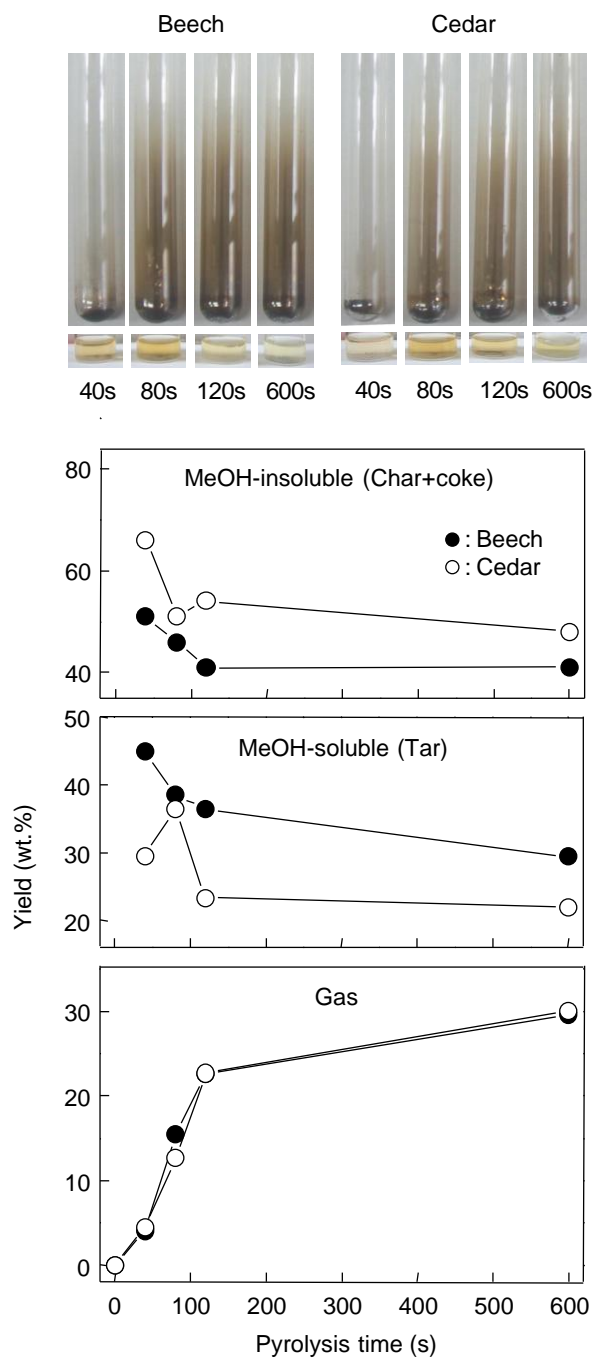 Beech Cedar
40s 80s 120s 600s 40s 80s 120s 600s
MeOH-insoluble (Char+coke)
● : Beech
○ : Cedar
80
60
40
MeOH-soluble (Tar)
50
40
30
20
Yield (wt.%)
Gas
30
20
10
0
0 100 200 300 400 500 600
Pyrolysis time (s)